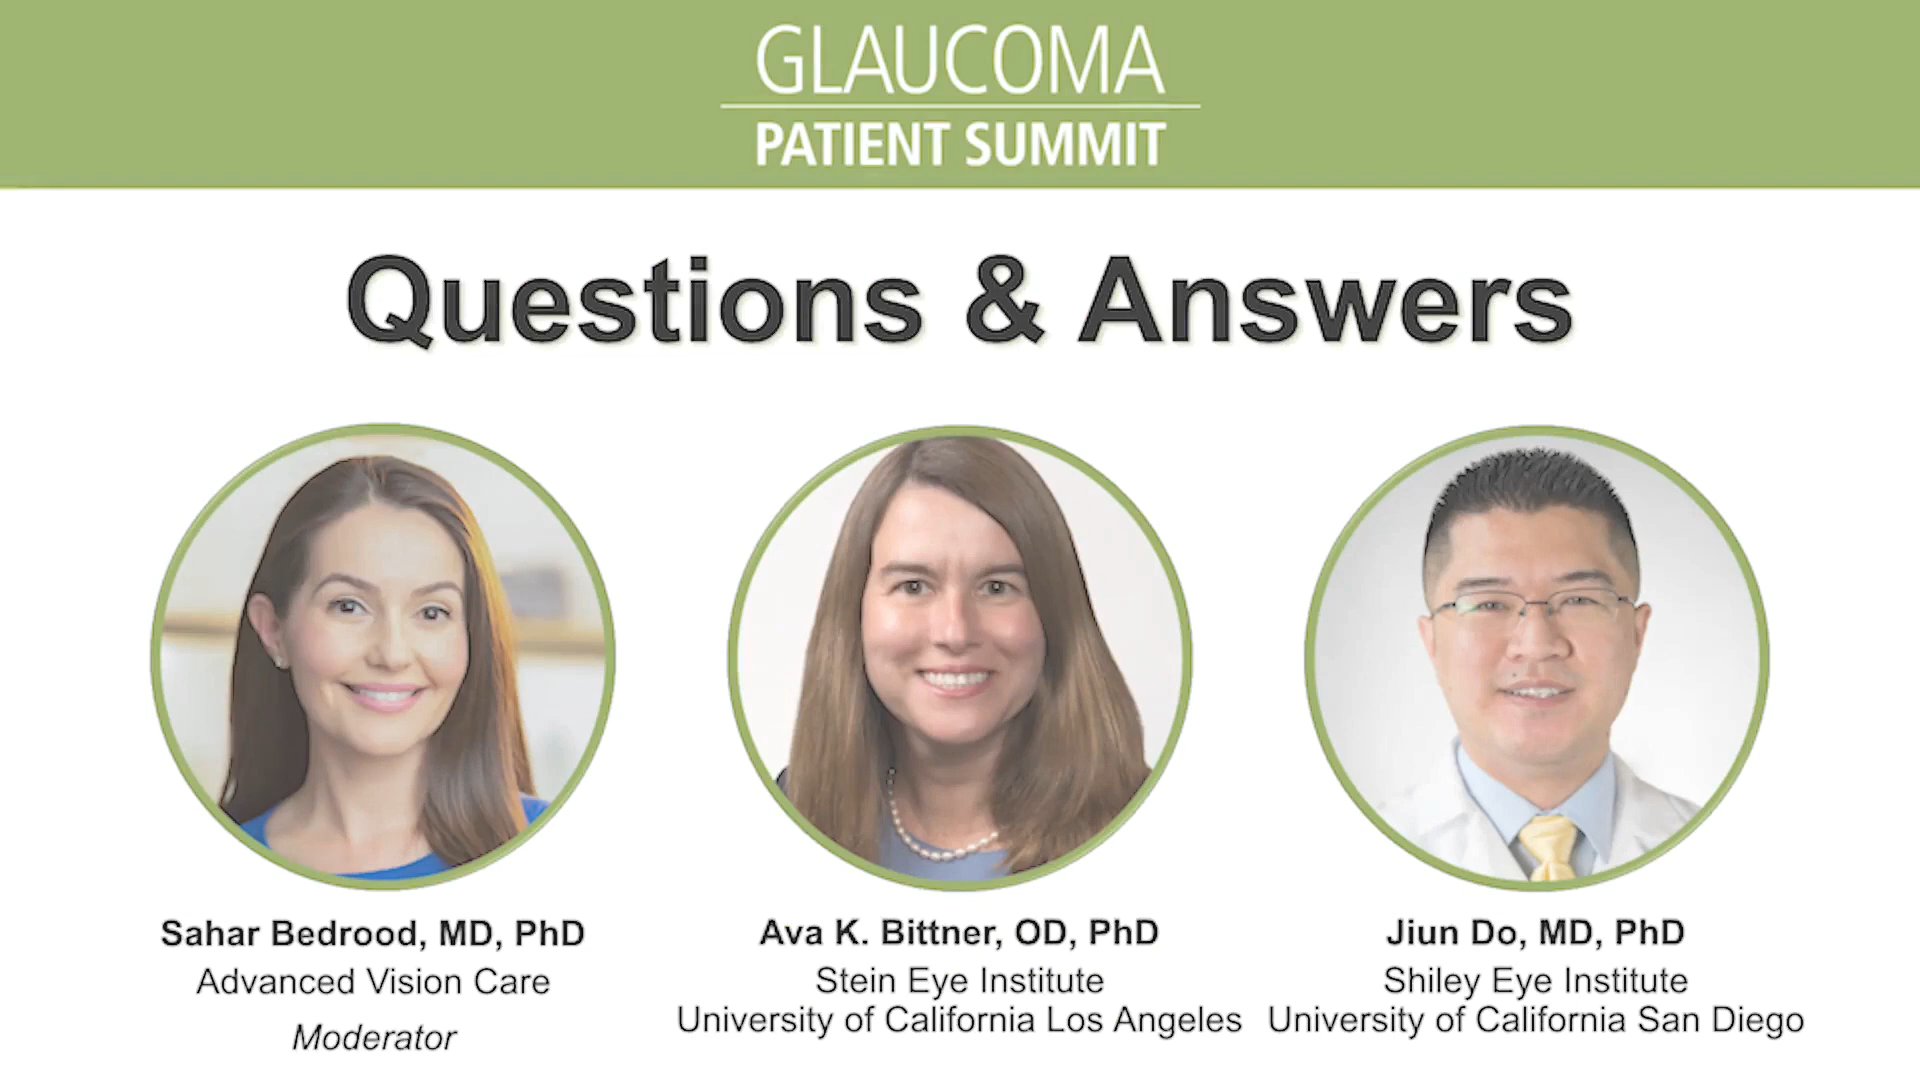 GLAUCOMA
PATIENT SUMMIT
Questions & Answers
Sahar Bedrood, MD, PhD
Advanced Vision Care
Moderator
Ava K. Bittner, OD, PhD
Stein Eye Institute
University of California Los Angeles
Jiun Do, MD, PhD
Shiley Eye Institute
University of California San Diego